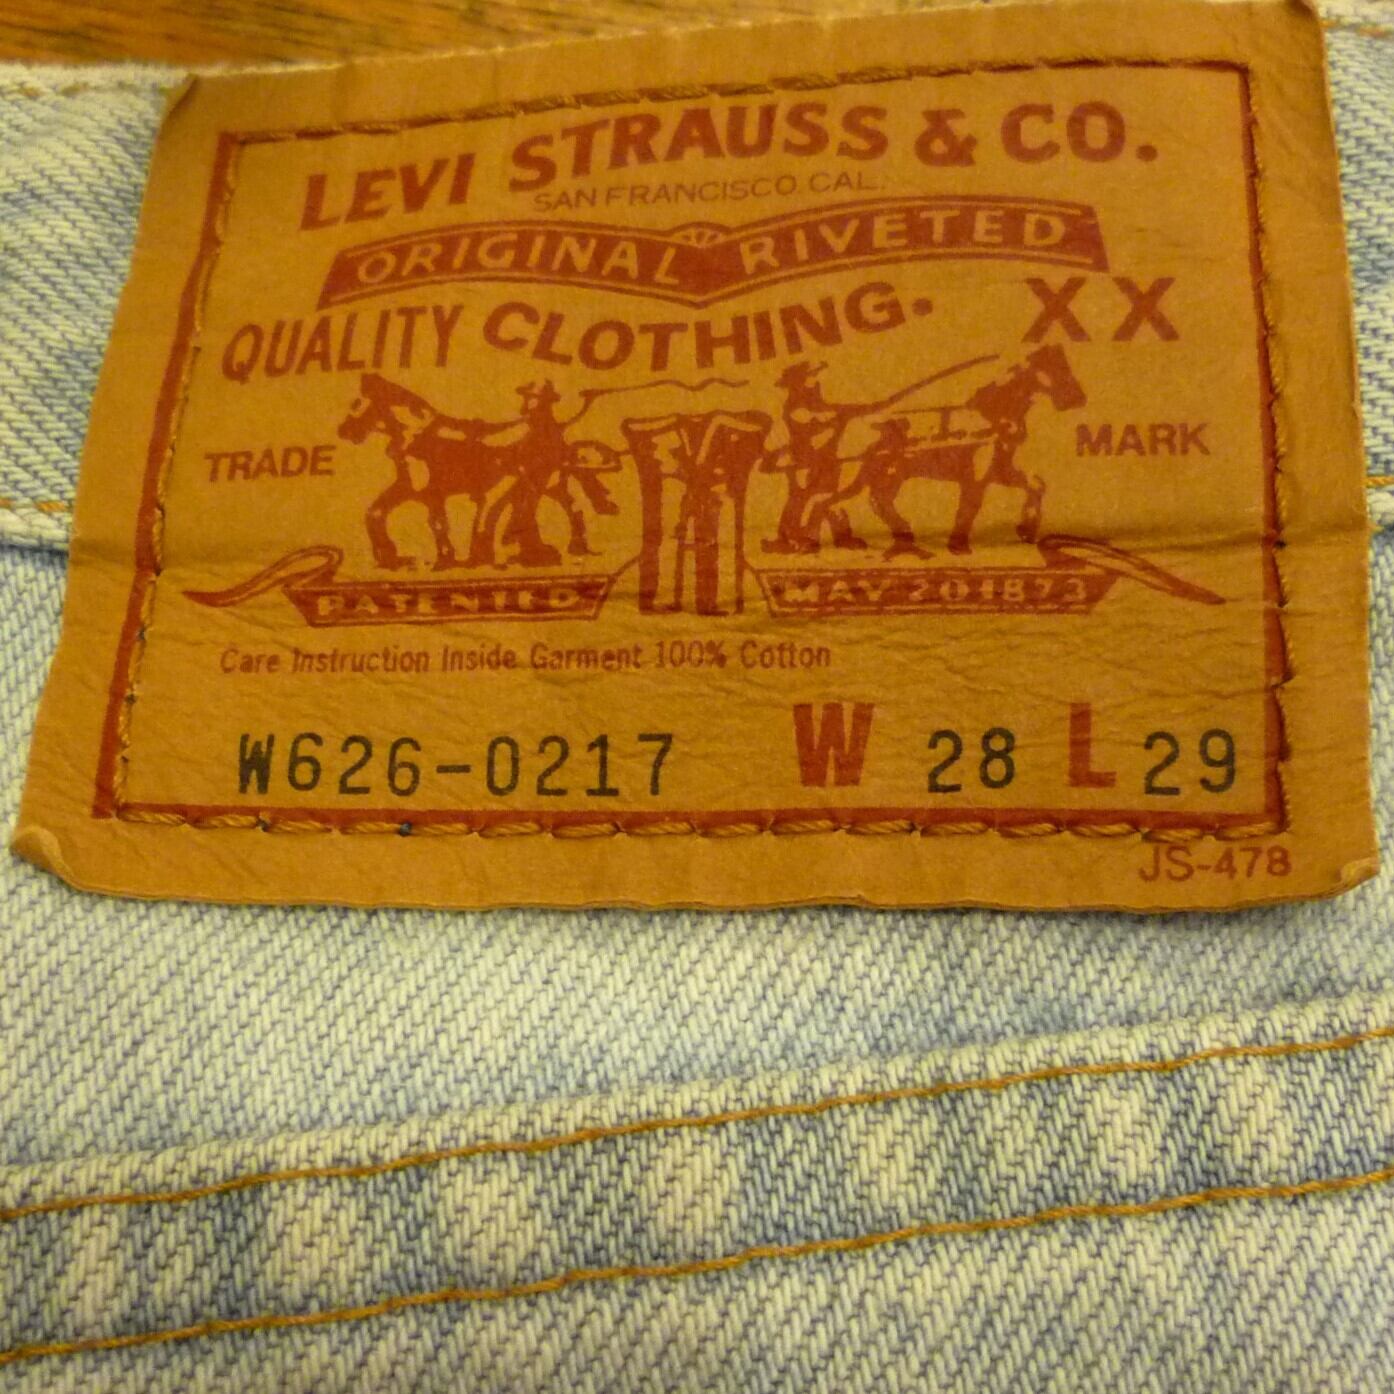 LEVI STRAUSS & CO.
SAN FRANCISCO CAL.
ORIGINAL RIVETED
QUALITY CLOTHING. XX
TRADE MARK
PATENTED MAY 20 1873
Care Instruction Inside Garment 100% Cotton
W626-0217 W 28 L 29
JS-478